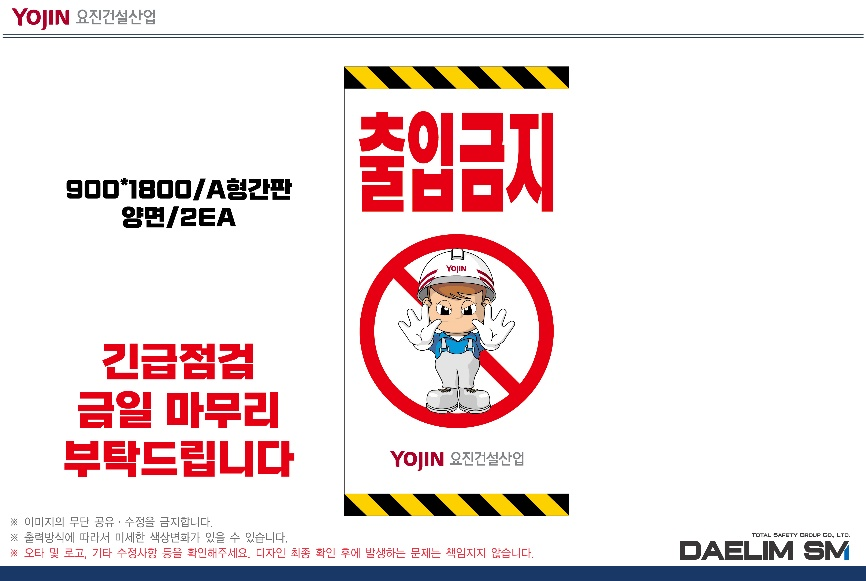 YOJIN 요진건설산업
출입금지
900*1800/A형간판
양면/2EA
YOJIN
긴급점검
금일 마무리
부탁드립니다
YOJIN 요진건설산업
※ 이미지의 무단 공유 · 수정을 금지합니다.
※ 출력방식에 따라서 미세한 색상변화가 있을 수 있습니다.
※ 오타 및 로고, 기타 수정사항 등을 확인해주세요. 디자인 최종 확인 후에 발생하는 문제는 책임지지 않습니다.
TOTAL SAFETY GROUP CO., LTD.
DAELIM SM